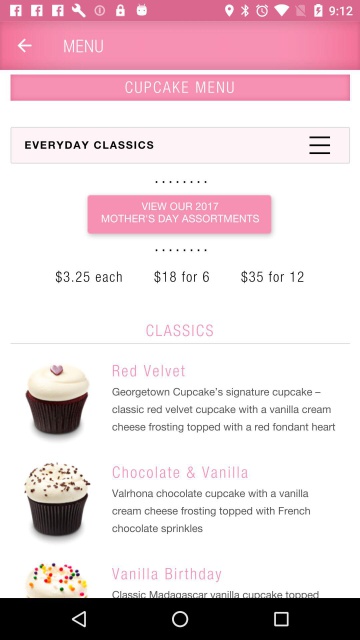 9:12
MENU
CUPCAKE MENU
EVERYDAY CLASSICS
VIEW OUR 2017
MOTHER'S DAY ASSORTMENTS
$3.25 each $18 for 6 $35 for 12
CLASSICS
Red Velvet
Georgetown Cupcake's signature cupcake –
classic red velvet cupcake with a vanilla cream
cheese frosting topped with a red fondant heart
Chocolate & Vanilla
Valrhona chocolate cupcake with a vanilla
cream cheese frosting topped with French
chocolate sprinkles
Vanilla Birthday
Classic Madagascar vanilla cupcake topped